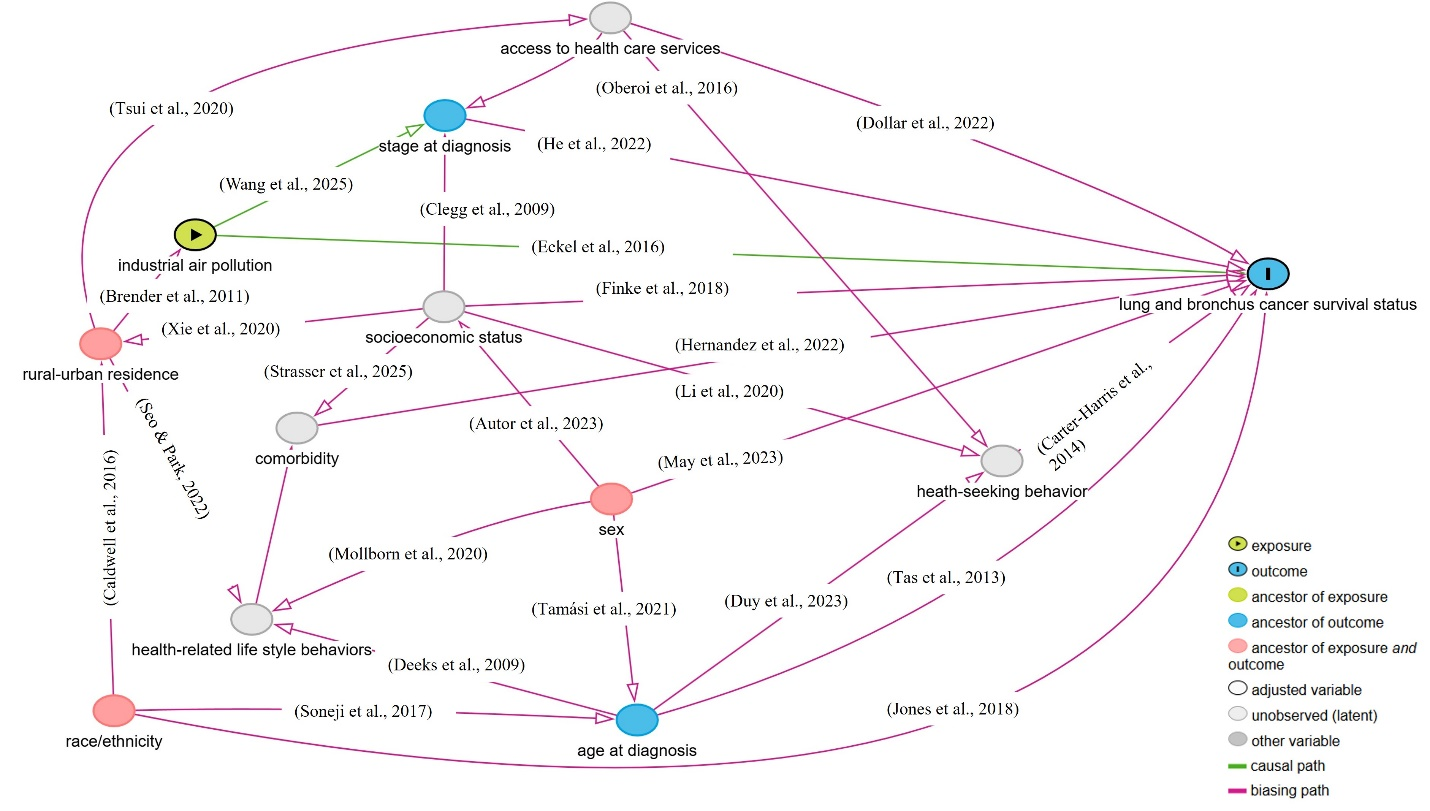 access to health care services
(Oberoi et al., 2016)
(Tsui et al., 2020)
(Dollar et al., 2022)
stage at diagnosis
(He et al., 2022)
(Wang et al., 2025)
(Clegg et al., 2009)
(Eckel et al., 2016)
industrial air pollution
(Brender et al., 2011)
(Finke et al., 2018)
lung and bronchus cancer survival status
(Xie et al., 2020)
socioeconomic status
(Hernandez et al., 2022)
rural-urban residence
(Strasser et al., 2025)
(Li et al., 2020)
(Carter-Harris et al.,
2014)
(Seo & Park, 2022)
(Autor et al., 2023)
comorbidity
(May et al., 2023)
heath-seeking behavior
(Caldwell et al., 2016)
sex
(Mollborn et al., 2020)
(Tas et al., 2013)
(Tamási et al., 2021)
(Duy et al., 2023)
health-related life style behaviors
(Deeks et al., 2009)
(Soneji et al., 2017)
(Jones et al., 2018)
race/ethnicity
age at diagnosis
exposure
outcome
ancestor of exposure
ancestor of outcome
ancestor of exposure and
outcome
adjusted variable
unobserved (latent)
other variable
causal path
biasing path